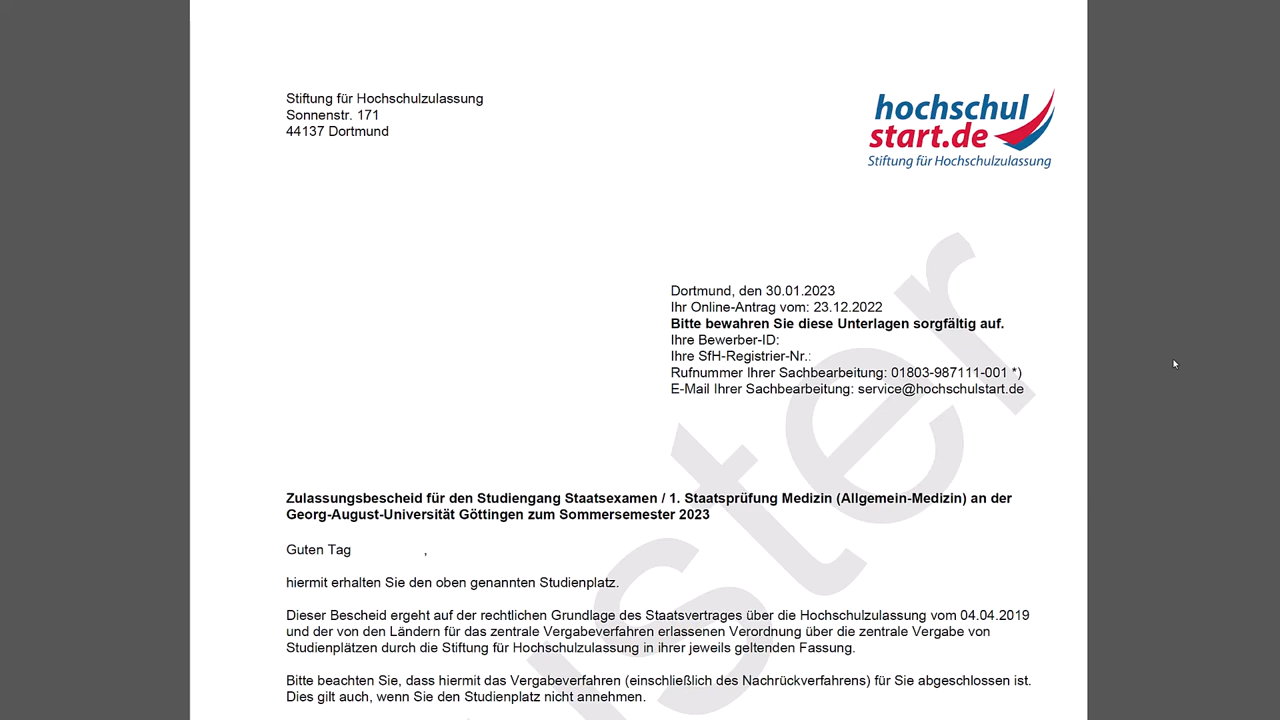 Stiftung für Hochschulzulassung
Sonnenstr. 171
44137 Dortmund
hochschul
start.de
Stiftung für Hochschulzulassung
Dortmund, den 30.01.2023
Ihr Online-Antrag vom: 23.12.2022
Bitte bewahren Sie diese Unterlagen sorgfältig auf.
Ihre Bewerber-ID:
Ihre SfH-Registrier-Nr.:
Rufnummer Ihrer Sachbearbeitung: 01803-987111-001 *)
E-Mail Ihrer Sachbearbeitung: service@hochschulstart.de
Zulassungsbescheid für den Studiengang Staatsexamen / 1. Staatsprüfung Medizin (Allgemein-Medizin) an der
Georg-August-Universität Göttingen zum Sommersemester 2023
Guten Tag ,
hiermit erhalten Sie den oben genannten Studienplatz.
Dieser Bescheid ergeht auf der rechtlichen Grundlage des Staatsvertrages über die Hochschulzulassung vom 04.04.2019
und der von den Ländern für das zentrale Vergabeverfahren erlassenen Verordnung über die zentrale Vergabe von
Studienplätzen durch die Stiftung für Hochschulzulassung in ihrer jeweils geltenden Fassung.
Bitte beachten Sie, dass hiermit das Vergabeverfahren (einschließlich des Nachrückverfahrens) für Sie abgeschlossen ist.
Dies gilt auch, wenn Sie den Studienplatz nicht annehmen.
uster